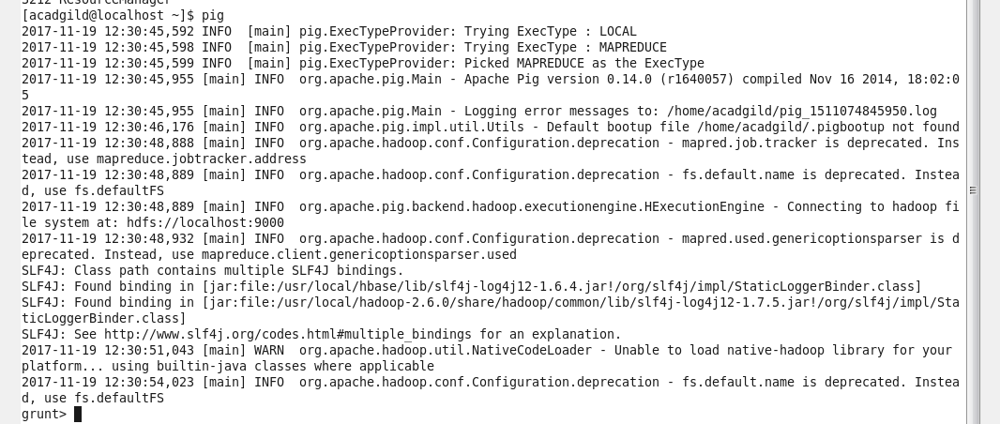 3212 ResourceManager
[acadgild@localhost ~]$ pig
2017-11-19 12:30:45,592 INFO  [main] pig.ExecTypeProvider: Trying ExecType : LOCAL
2017-11-19 12:30:45,598 INFO  [main] pig.ExecTypeProvider: Trying ExecType : MAPREDUCE
2017-11-19 12:30:45,599 INFO  [main] pig.ExecTypeProvider: Picked MAPREDUCE as the ExecType
2017-11-19 12:30:45,955 [main] INFO  org.apache.pig.Main - Apache Pig version 0.14.0 (r1640057) compiled Nov 16 2014, 18:02:0
5
2017-11-19 12:30:45,955 [main] INFO  org.apache.pig.Main - Logging error messages to: /home/acadgild/pig_1511074845950.log
2017-11-19 12:30:46,176 [main] INFO  org.apache.pig.impl.util.Utils - Default bootup file /home/acadgild/.pigbootup not found
2017-11-19 12:30:48,888 [main] INFO  org.apache.hadoop.conf.Configuration.deprecation - mapred.job.tracker is deprecated. Ins
tead, use mapreduce.jobtracker.address
2017-11-19 12:30:48,889 [main] INFO  org.apache.hadoop.conf.Configuration.deprecation - fs.default.name is deprecated. Instea
d, use fs.defaultFS
2017-11-19 12:30:48,889 [main] INFO  org.apache.pig.backend.hadoop.executionengine.HExecutionEngine - Connecting to hadoop fi
le system at: hdfs://localhost:9000
2017-11-19 12:30:48,932 [main] INFO  org.apache.hadoop.conf.Configuration.deprecation - mapred.used.genericoptionsparser is d
eprecated. Instead, use mapreduce.client.genericoptionsparser.used
SLF4J: Class path contains multiple SLF4J bindings.
SLF4J: Found binding in [jar:file:/usr/local/hbase/lib/slf4j-log4j12-1.6.4.jar!/org/slf4j/impl/StaticLoggerBinder.class]
SLF4J: Found binding in [jar:file:/usr/local/hadoop-2.6.0/share/hadoop/common/lib/slf4j-log4j12-1.7.5.jar!/org/slf4j/impl/Sta
ticLoggerBinder.class]
SLF4J: See http://www.slf4j.org/codes.html#multiple_bindings for an explanation.
2017-11-19 12:30:51,043 [main] WARN  org.apache.hadoop.util.NativeCodeLoader - Unable to load native-hadoop library for your
platform... using builtin-java classes where applicable
2017-11-19 12:30:54,023 [main] INFO  org.apache.hadoop.conf.Configuration.deprecation - fs.default.name is deprecated. Instea
d, use fs.defaultFS
grunt>